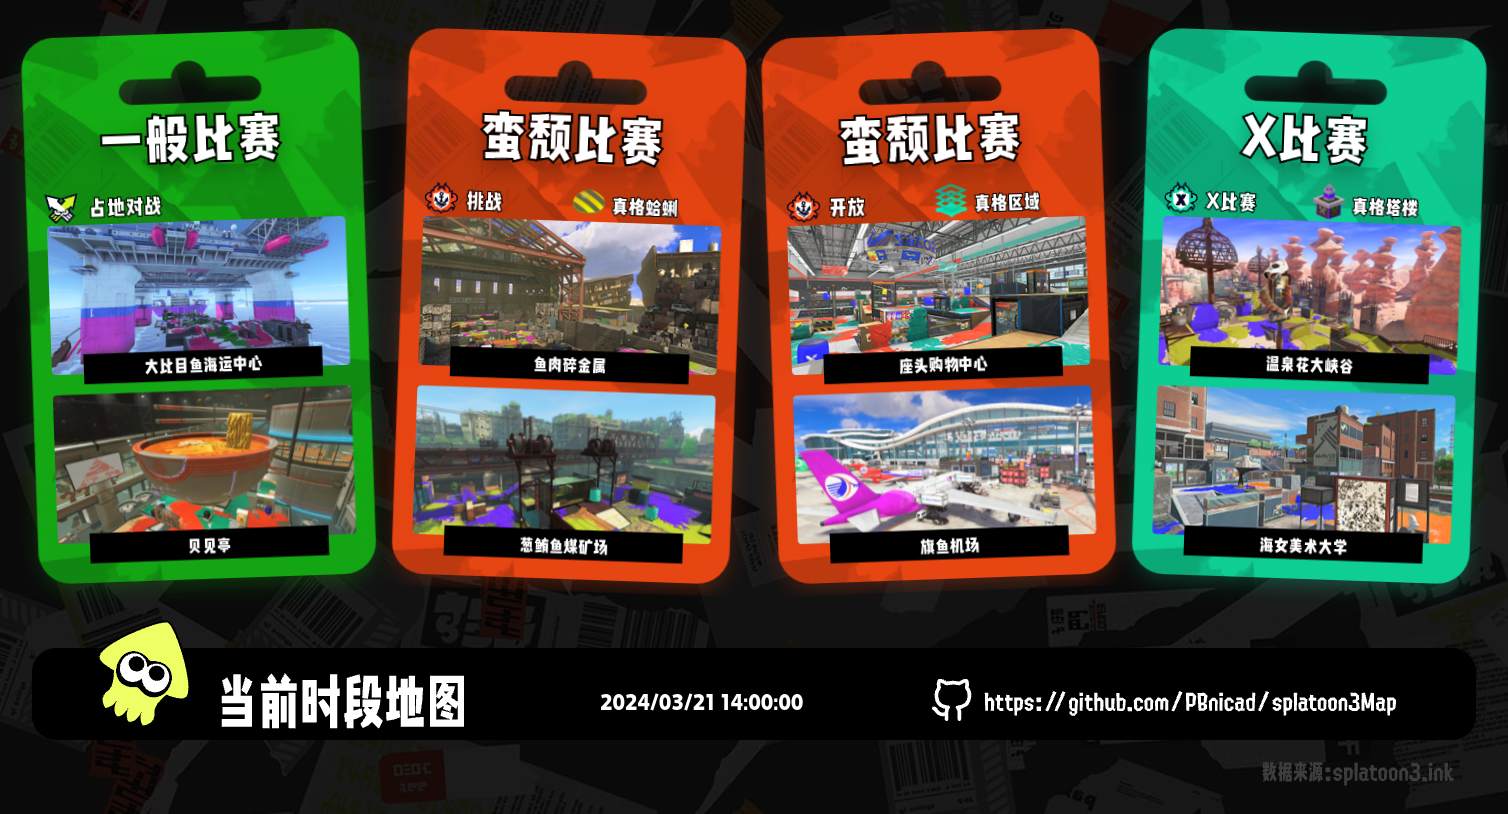 一般比赛
占地对战
大比目鱼海运中心
贝见亭
蛮颓比赛
挑战
真格蛤蜊
鱼肉碎金属
葱鲔鱼煤矿场
蛮颓比赛
开放
真格区域
座头购物中心
旗鱼机场
X比赛
X比赛
真格塔楼
温泉花大峡谷
海女美术大学
当前时段地图
2024/03/21 14:00:00
https://github.com/PBnicad/splatoon3Map
数据来源:splatoon3.ink